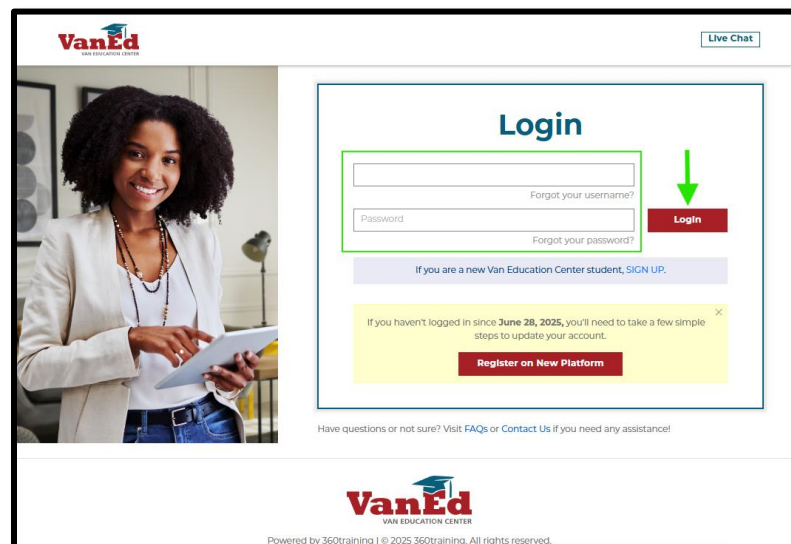 VanEd
VAN EDUCATION CENTER
Live Chat
Login
Forgot your username?
Password
Login
Forgot your password?
If you are a new Van Education Center student, SIGN UP.
If you haven't logged in since June 28, 2025, you'll need to take a few simple
steps to update your account.
Register on New Platform
Have questions or not sure? Visit FAQs or Contact Us if you need any assistance!
VanEd
VAN EDUCATION CENTER
Powered by 360training | © 2025 360training. All rights reserved.